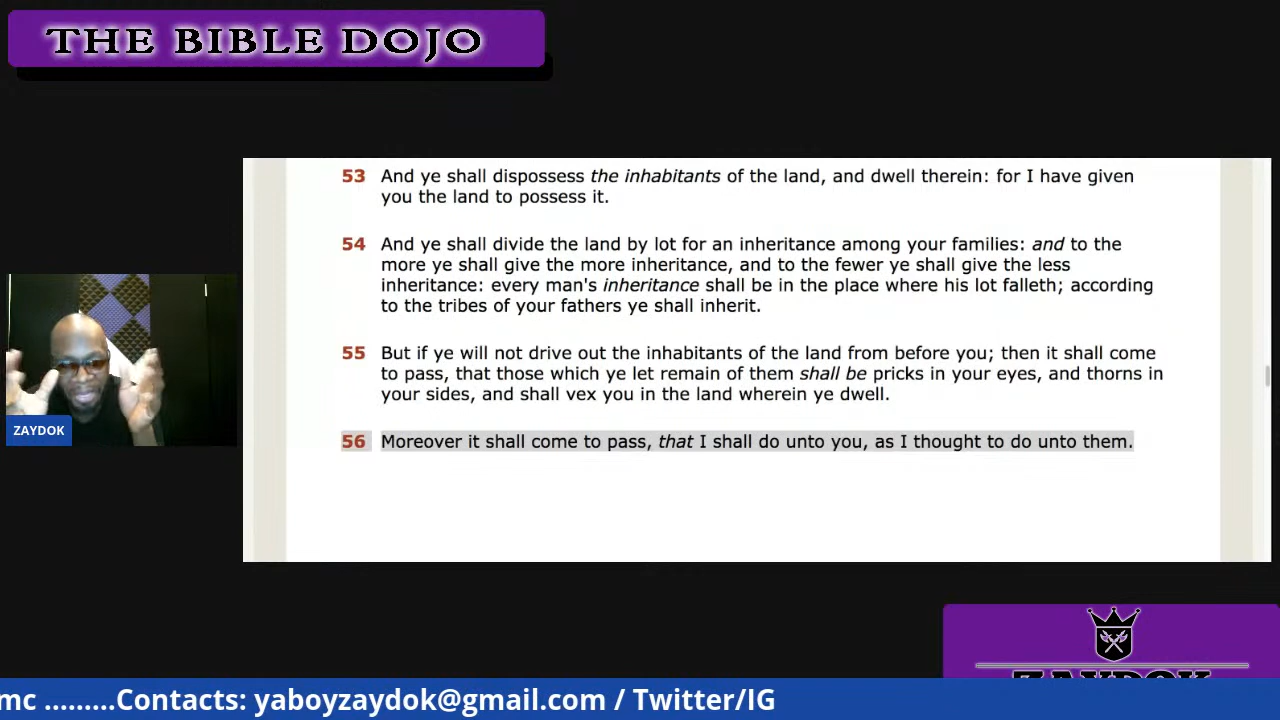 THE BIBLE DOJO
53 And ye shall dispossess the inhabitants of the land, and dwell therein: for I have given
you the land to possess it.
54 And ye shall divide the land by lot for an inheritance among your families: and to the
more ye shall give the more inheritance, and to the fewer ye shall give the less
inheritance: every man's inheritance shall be in the place where his lot falleth; according
to the tribes of your fathers ye shall inherit.
55 But if ye will not drive out the inhabitants of the land from before you; then it shall come
to pass, that those which ye let remain of them shall be pricks in your eyes, and thorns in
your sides, and shall vex you in the land wherein ye dwell.
56 Moreover it shall come to pass, that I shall do unto you, as I thought to do unto them.
ZAYDOK
ZAYDOK
mc .........Contacts: yaboyzaydok@gmail.com / Twitter/IG